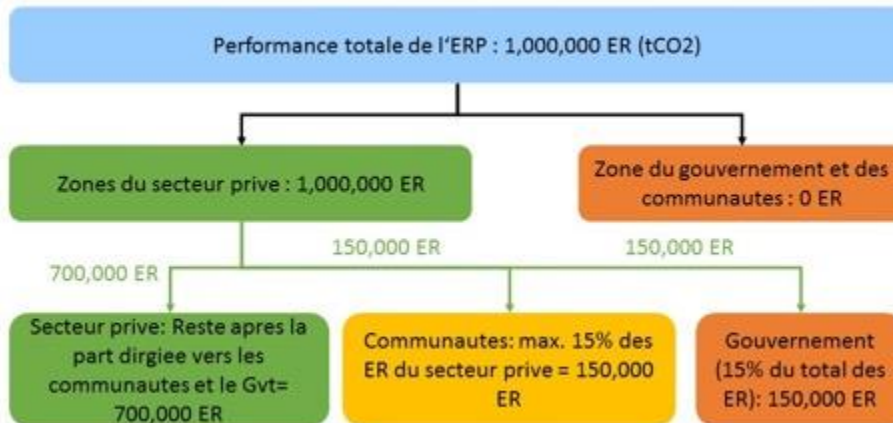 Performance totale de l'ERP : 1,000,000 ER (tCO2)
Zones du secteur prive : 1,000,000 ER
Zone du gouvernement et des
communautes : 0 ER
150,000 ER
150,000 ER
700,000 ER
Secteur prive: Reste apres la
part dirgiee vers les
communautes et le Gvt=
700,000 ER
Communautes: max. 15% des
ER du secteur prive = 150,000
ER
Gouvernement
(15% du total des
ER): 150,000 ER